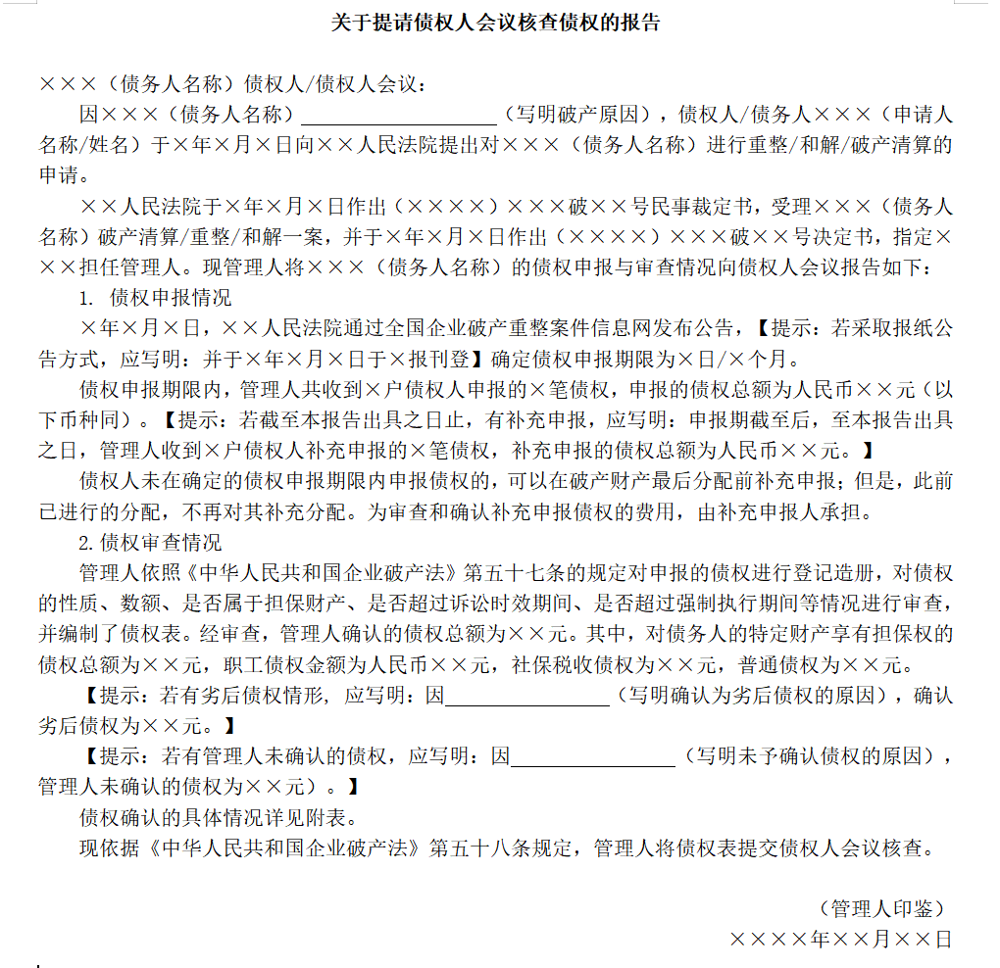 关于提请债权人会议核查债权的报告
×××（债务人名称）债权人/债权人会议：
因×××（债务人名称）____________________（写明破产原因），债权人/债务人×××（申请人
名称/姓名）于×年×月×日向××人民法院提出对×××（债务人名称）进行重整/和解/破产清算的
申请。
××人民法院于×年×月×日作出（××××）×××破××号民事裁定书，受理×××（债务人
名称）破产清算/重整/和解一案，并于×年×月×日作出（××××）×××破××号决定书，指定×
××担任管理人。现管理人将×××（债务人名称）的债权申报与审查情况向债权人会议报告如下：
1. 债权申报情况
×年×月×日，××人民法院通过全国企业破产重整案件信息网发布公告，【提示：若采取报纸公
告方式，应写明：并于×年×月×日于×报刊登】确定债权申报期限为×日/×个月。
债权申报期限内，管理人共收到×户债权人申报的×笔债权，申报的债权总额为人民币××元（以
下币种同）。【提示：若截至本报告出具之日止，有补充申报，应写明：申报期截至后，至本报告出具
之日，管理人收到×户债权人补充申报的×笔债权，补充申报的债权总额为人民币××元。】
债权人未在确定的债权申报期限内申报债权的，可以在破产财产最后分配前补充申报；但是，此前
已进行的分配，不再对其补充分配。为审查和确认补充申报债权的费用，由补充申报人承担。
2.债权审查情况
管理人依照《中华人民共和国企业破产法》第五十七条的规定对申报的债权进行登记造册，对债权
的性质、数额、是否属于担保财产、是否超过诉讼时效期间、是否超过强制执行期间等情况进行审查，
并编制了债权表。经审查，管理人确认的债权总额为××元。其中，对债务人的特定财产享有担保权的
债权总额为××元，职工债权金额为人民币××元，社保税收债权为××元，普通债权为××元。
【提示：若有劣后债权情形, 应写明：因________________（写明确认为劣后债权的原因），确认
劣后债权为××元。】
【提示：若有管理人未确认的债权，应写明：因________________（写明未予确认债权的原因），
管理人未确认的债权为××元）。】
债权确认的具体情况详见附表。
现依据《中华人民共和国企业破产法》第五十八条规定，管理人将债权表提交债权人会议核查。
（管理人印鉴）
××××年××月××日